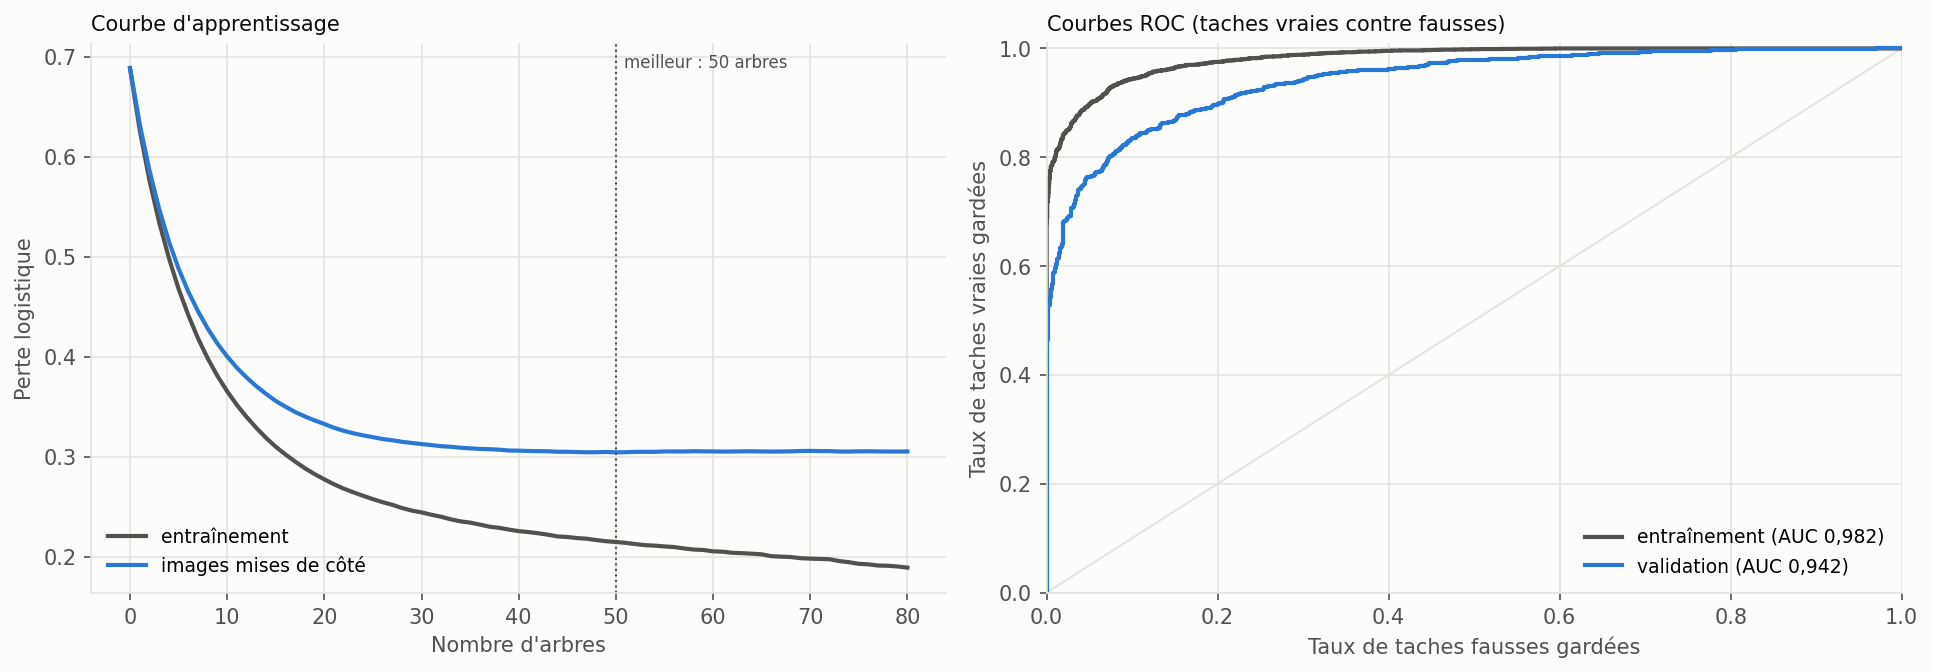 Courbe d'apprentissage
0.7
0.6
0.5
0.4
0.3
0.2
Perte logistique
meilleur : 50 arbres
entraînement
images mises de côté
0 10 20 30 40 50 60 70 80
Nombre d'arbres
Courbes ROC (taches vraies contre fausses)
1.0
0.8
0.6
0.4
0.2
0.0
Taux de taches vraies gardées
entraînement (AUC 0,982)
validation (AUC 0,942)
0.0 0.2 0.4 0.6 0.8 1.0
Taux de taches fausses gardées